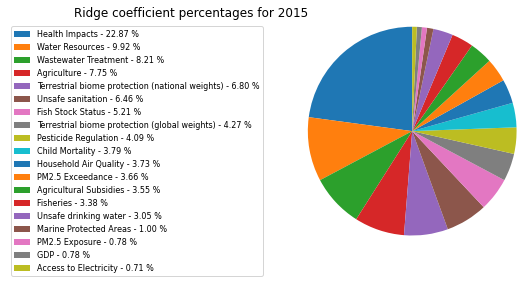 Ridge coefficient percentages for 2015
Health Impacts - 22.87 %
Water Resources - 9.92 %
Wastewater Treatment - 8.21 %
Agriculture - 7.75 %
Terrestrial biome protection (national weights) - 6.80 %
Unsafe sanitation - 6.46 %
Fish Stock Status - 5.21 %
Terrestrial biome protection (global weights) - 4.27 %
Pesticide Regulation - 4.09 %
Child Mortality - 3.79 %
Household Air Quality - 3.73 %
PM2.5 Exceedance - 3.66 %
Agricultural Subsidies - 3.55 %
Fisheries - 3.38 %
Unsafe drinking water - 3.05 %
Marine Protected Areas - 1.00 %
PM2.5 Exposure - 0.78 %
GDP - 0.78 %
Access to Electricity - 0.71 %